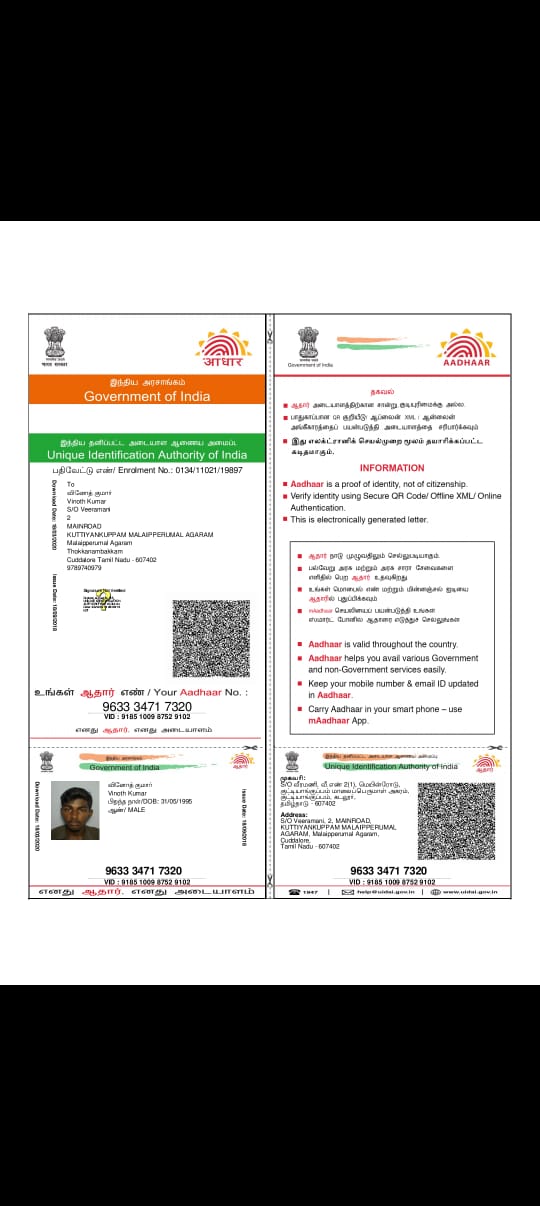 भारत सरकार
आधार
இந்திய அரசாங்கம்
Government of India
இந்திய தனிப்பட்ட அடையாள ஆணைய அமைப்பு
Unique Identification Authority of India
பதிவேட்டு எண்/ Enrolment No.: 0134/11021/19897
Download Date: 18/03/2020
Issue Date: 18/09/2018
To
வினோத் குமார்
Vinoth Kumar
S/O Veeramani
2
MAINROAD
KUTTIYANKUPPAM MALAIPPERUMAL AGARAM
Malaipperumal Agaram
Thokkanambakkam
Cuddalore Tamil Nadu - 607402
9789740979
உங்கள் ஆதார் எண் / Your Aadhaar No. :
9633 3471 7320
VID : 9185 1009 8752 9102
எனது ஆதார், எனது அடையாளம்
Government of India
AADHAAR
தகவல்
ஆதார் அடையாளத்திற்கான சான்று, குடியுரிமைக்கு அல்ல.
பாதுகாப்பான QR குறியீடு/ ஆப்லைன் XML / ஆன்லைன்
அங்கீகாரத்தைப் பயன்படுத்தி அடையாளத்தை சரிபார்க்கவும்
இது எலக்ட்ரானிக் செயல்முறை மூலம் தயாரிக்கப்பட்ட
கடிதமாகும்.
INFORMATION
Aadhaar is a proof of identity, not of citizenship.
Verify identity using Secure QR Code/ Offline XML/ Online
Authentication.
This is electronically generated letter.
ஆதார் நாடு முழுவதிலும் செல்லுபடியாகும்.
பல்வேறு அரசு மற்றும் அரசு சாரா சேவைகளை
எளிதில் பெற ஆதார் உதவுகிறது
உங்கள் மொபைல் எண் மற்றும் மின்னஞ்சல் ஐடியை
ஆதாரில் புதுப்பிக்கவும்
mAadhaar செயலியைப் பயன்படுத்தி உங்கள்
ஸ்மார்ட் போனில் ஆதாரை எடுத்துச் செல்லுங்கள்
Aadhaar is valid throughout the country.
Aadhaar helps you avail various Government
and non-Government services easily.
Keep your mobile number & email ID updated
in Aadhaar.
Carry Aadhaar in your smart phone – use
mAadhaar App.
இந்திய அரசாங்கம்
Government of India
ஆதார்
Download Date: 18/03/2020
வினோத் குமார்
Vinoth Kumar
பிறந்த நாள்/DOB: 31/05/1995
ஆண்/ MALE
Issue Date: 18/09/2018
9633 3471 7320
VID : 9185 1009 8752 9102
எனது ஆதார், எனது அடையாளம்
இந்திய தனிப்பட்ட அடையாள ஆணைய அமைப்பு
Unique Identification Authority of India
ஆதார்
முகவரி:
S/O வீரமணி, வீ.எண் 2(1), மெயின்ரோடு,
குட்டியாங்குப்பம் மாலைப்பெருமாள் அகரம்,
குட்டியாங்குப்பம், கடலூர்,
தமிழ்நாடு - 607402
Address:
S/O Veeramani, 2, MAINROAD,
KUTTIYANKUPPAM MALAIPPERUMAL
AGARAM, Malaipperumal Agaram,
Cuddalore,
Tamil Nadu - 607402
9633 3471 7320
VID : 9185 1009 8752 9102
1947 | help@uidai.gov.in | www.uidai.gov.in